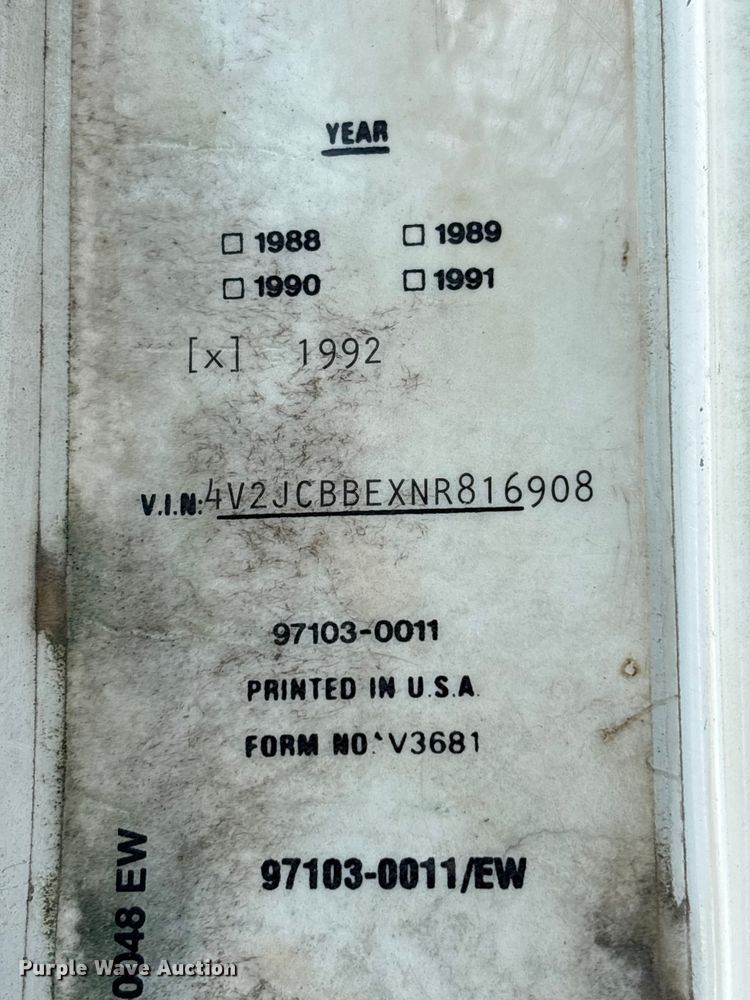 YEAR
☐ 1988 ☐ 1989
☐ 1990 ☐ 1991
[x] 1992
V.I.N: 4V2JCBBEXNR816908
97103-0011
PRINTED IN U.S.A.
FORM NO. V3681
97103-0011/EW
0048 EW
Purple Wave Auction